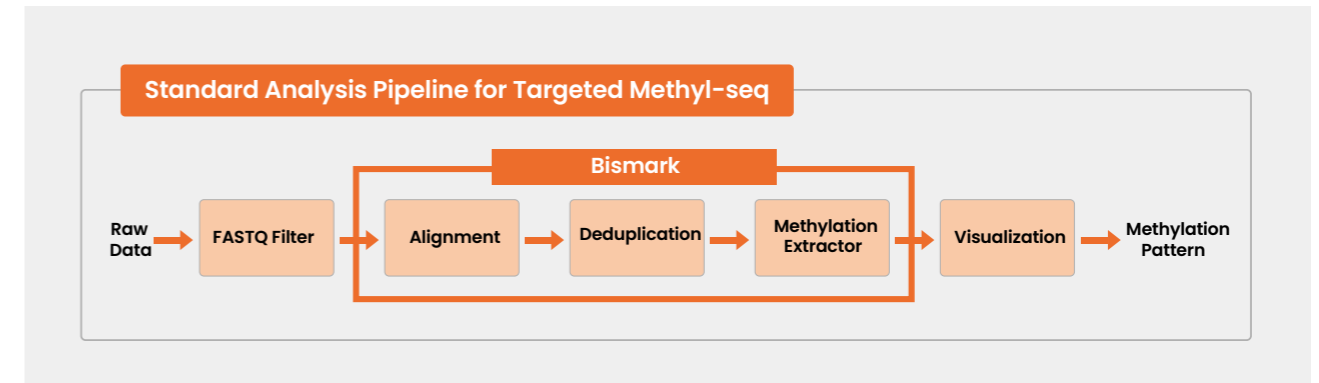 Standard Analysis Pipeline for Targeted Methyl-seq
Bismark
Raw
Data
FASTQ Filter
Alignment
Deduplication
Methylation
Extractor
Visualization
Methylation
Pattern